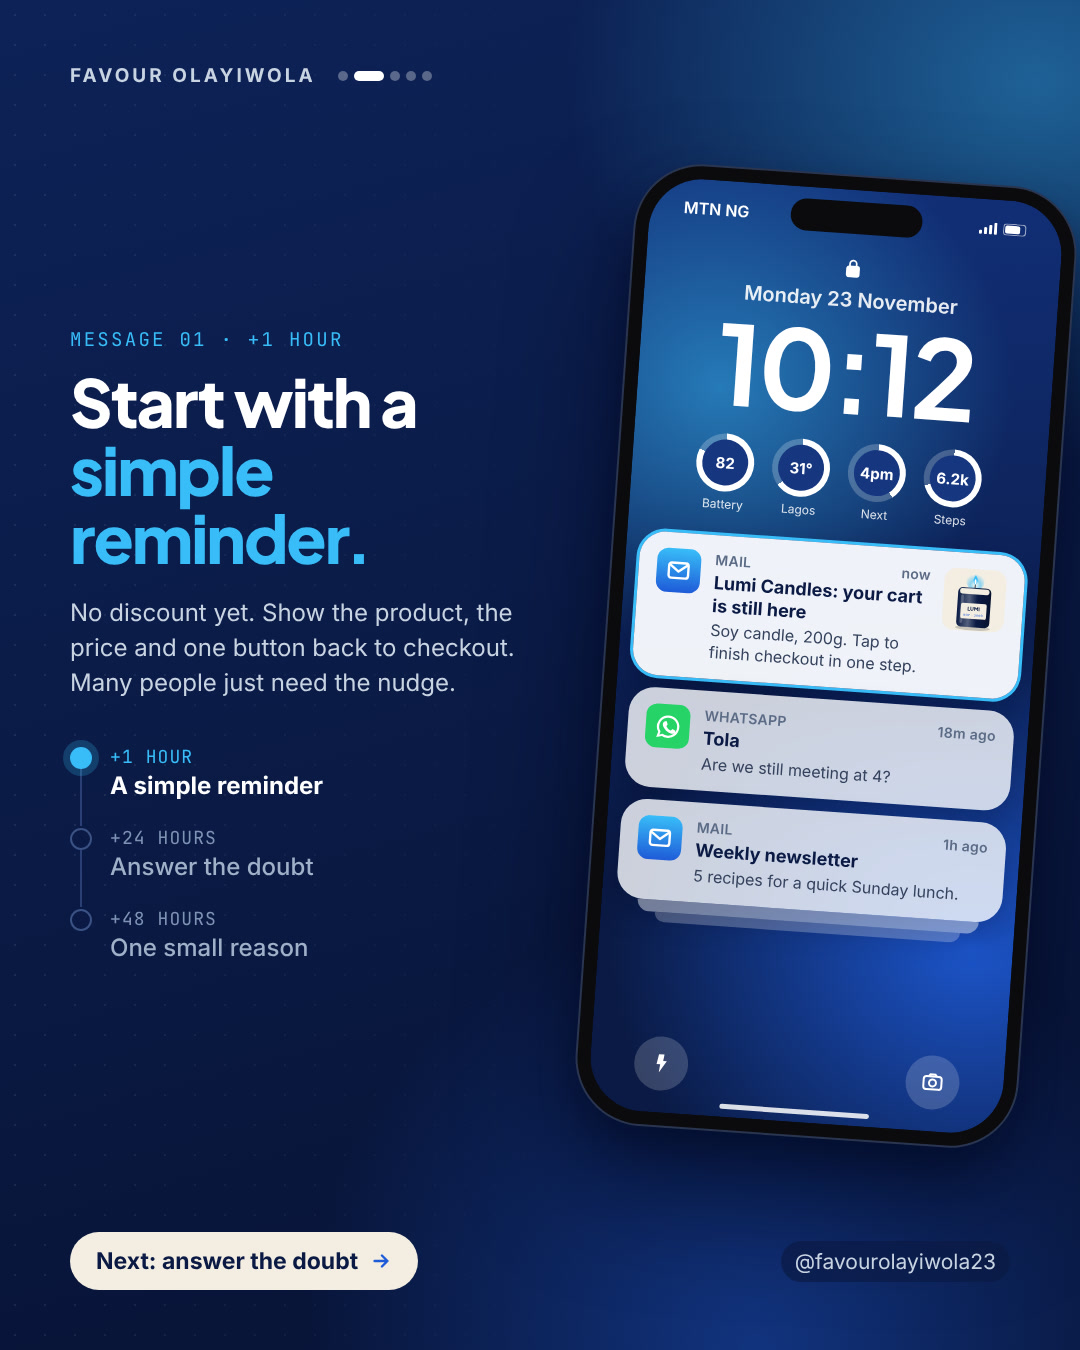 FAVOUR OLAYIWOLA
MESSAGE 01 · +1 HOUR
Start with a
simple
reminder.
No discount yet. Show the product, the
price and one button back to checkout.
Many people just need the nudge.
+1 HOUR
A simple reminder
+24 HOURS
Answer the doubt
+48 HOURS
One small reason
MTN NG
Monday 23 November
10:12
82
31°
4pm
6.2k
Battery
Lagos
Next
Steps
MAIL
now
Lumi Candles: your cart
is still here
Soy candle, 200g. Tap to
finish checkout in one step.
LUMI
WHATSAPP
18m ago
Tola
Are we still meeting at 4?
MAIL
1h ago
Weekly newsletter
5 recipes for a quick Sunday lunch.
Next: answer the doubt →
@favourolayiwola23